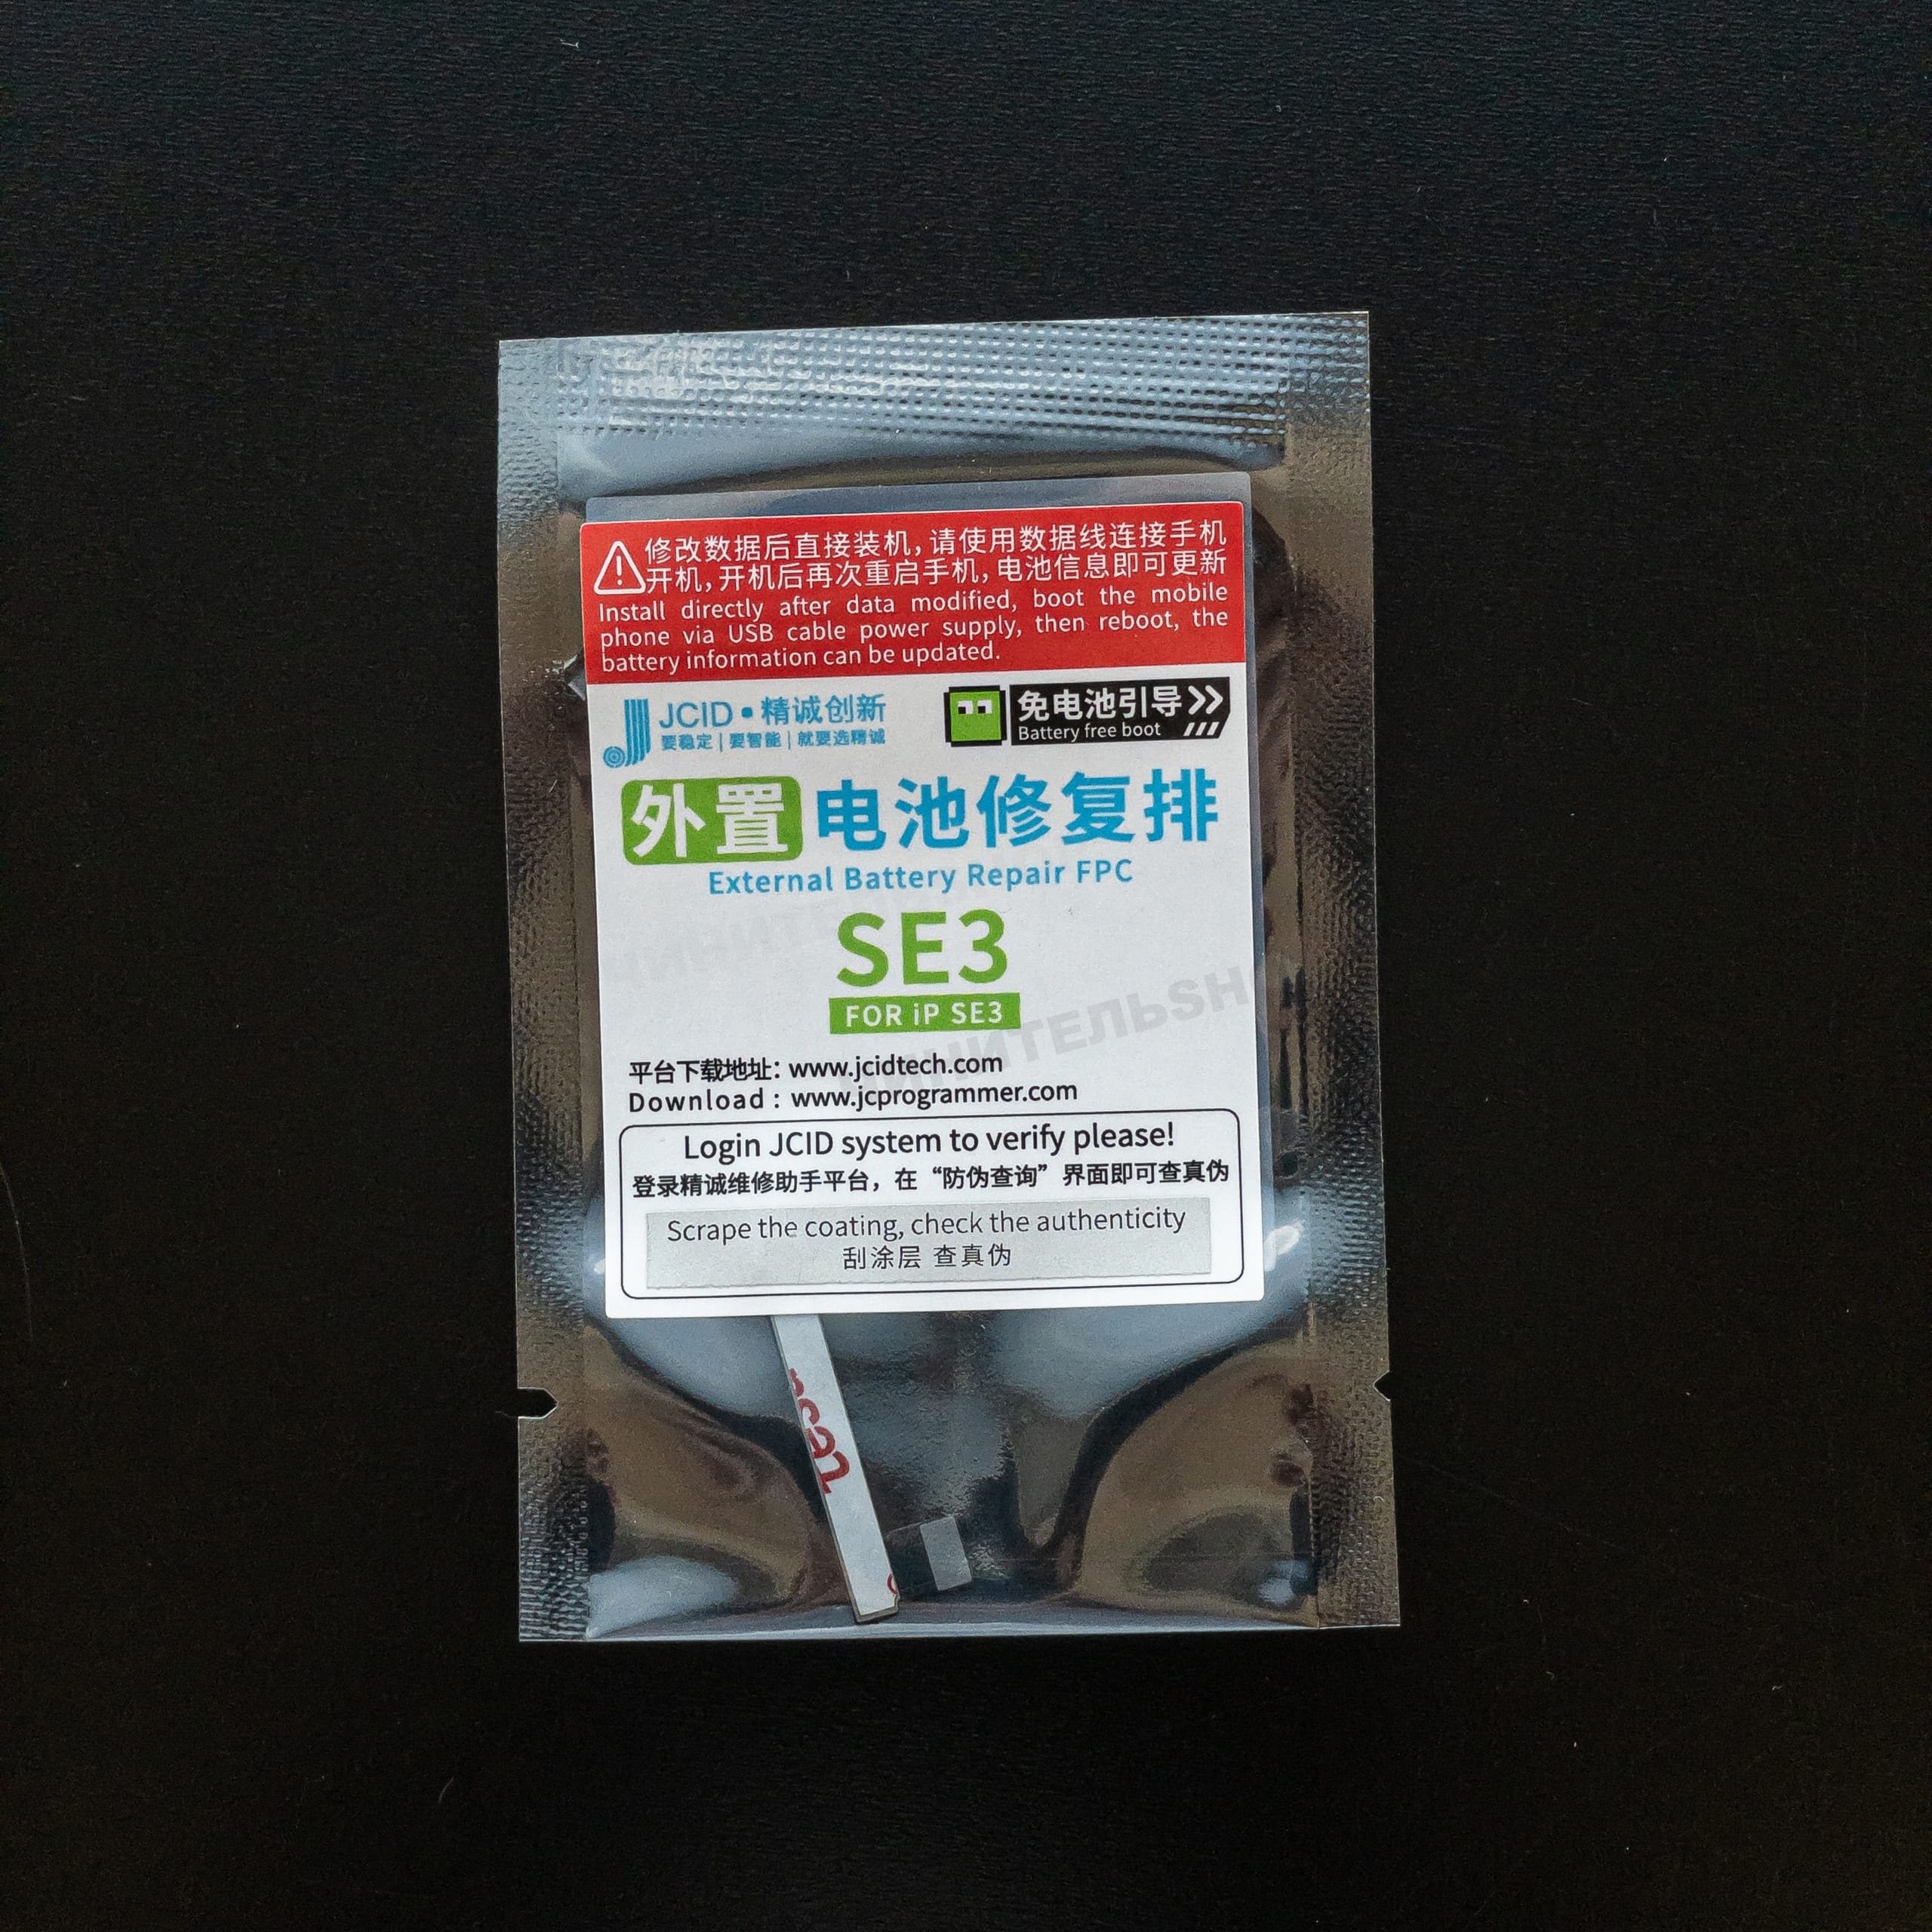 修改数据后直接装机，请使用数据线连接手机
开机，开机后再次重启手机，电池信息即可更新
Install directly after data modified, boot the mobile
phone via USB cable power supply, then reboot, the
battery information can be updated.
JCID•精诚创新
要稳定|要智能|就要选精诚
免电池引导
Battery free boot
外置电池修复排
External Battery Repair FPC
SE3
FOR iP SE3
平台下载地址：www.jcidtech.com
Download : www.jcprogrammer.com
Login JCID system to verify please!
登录精诚维修助手平台，在“防伪查询”界面即可查真伪
Scrape the coating, check the authenticity
刮涂层 查真伪